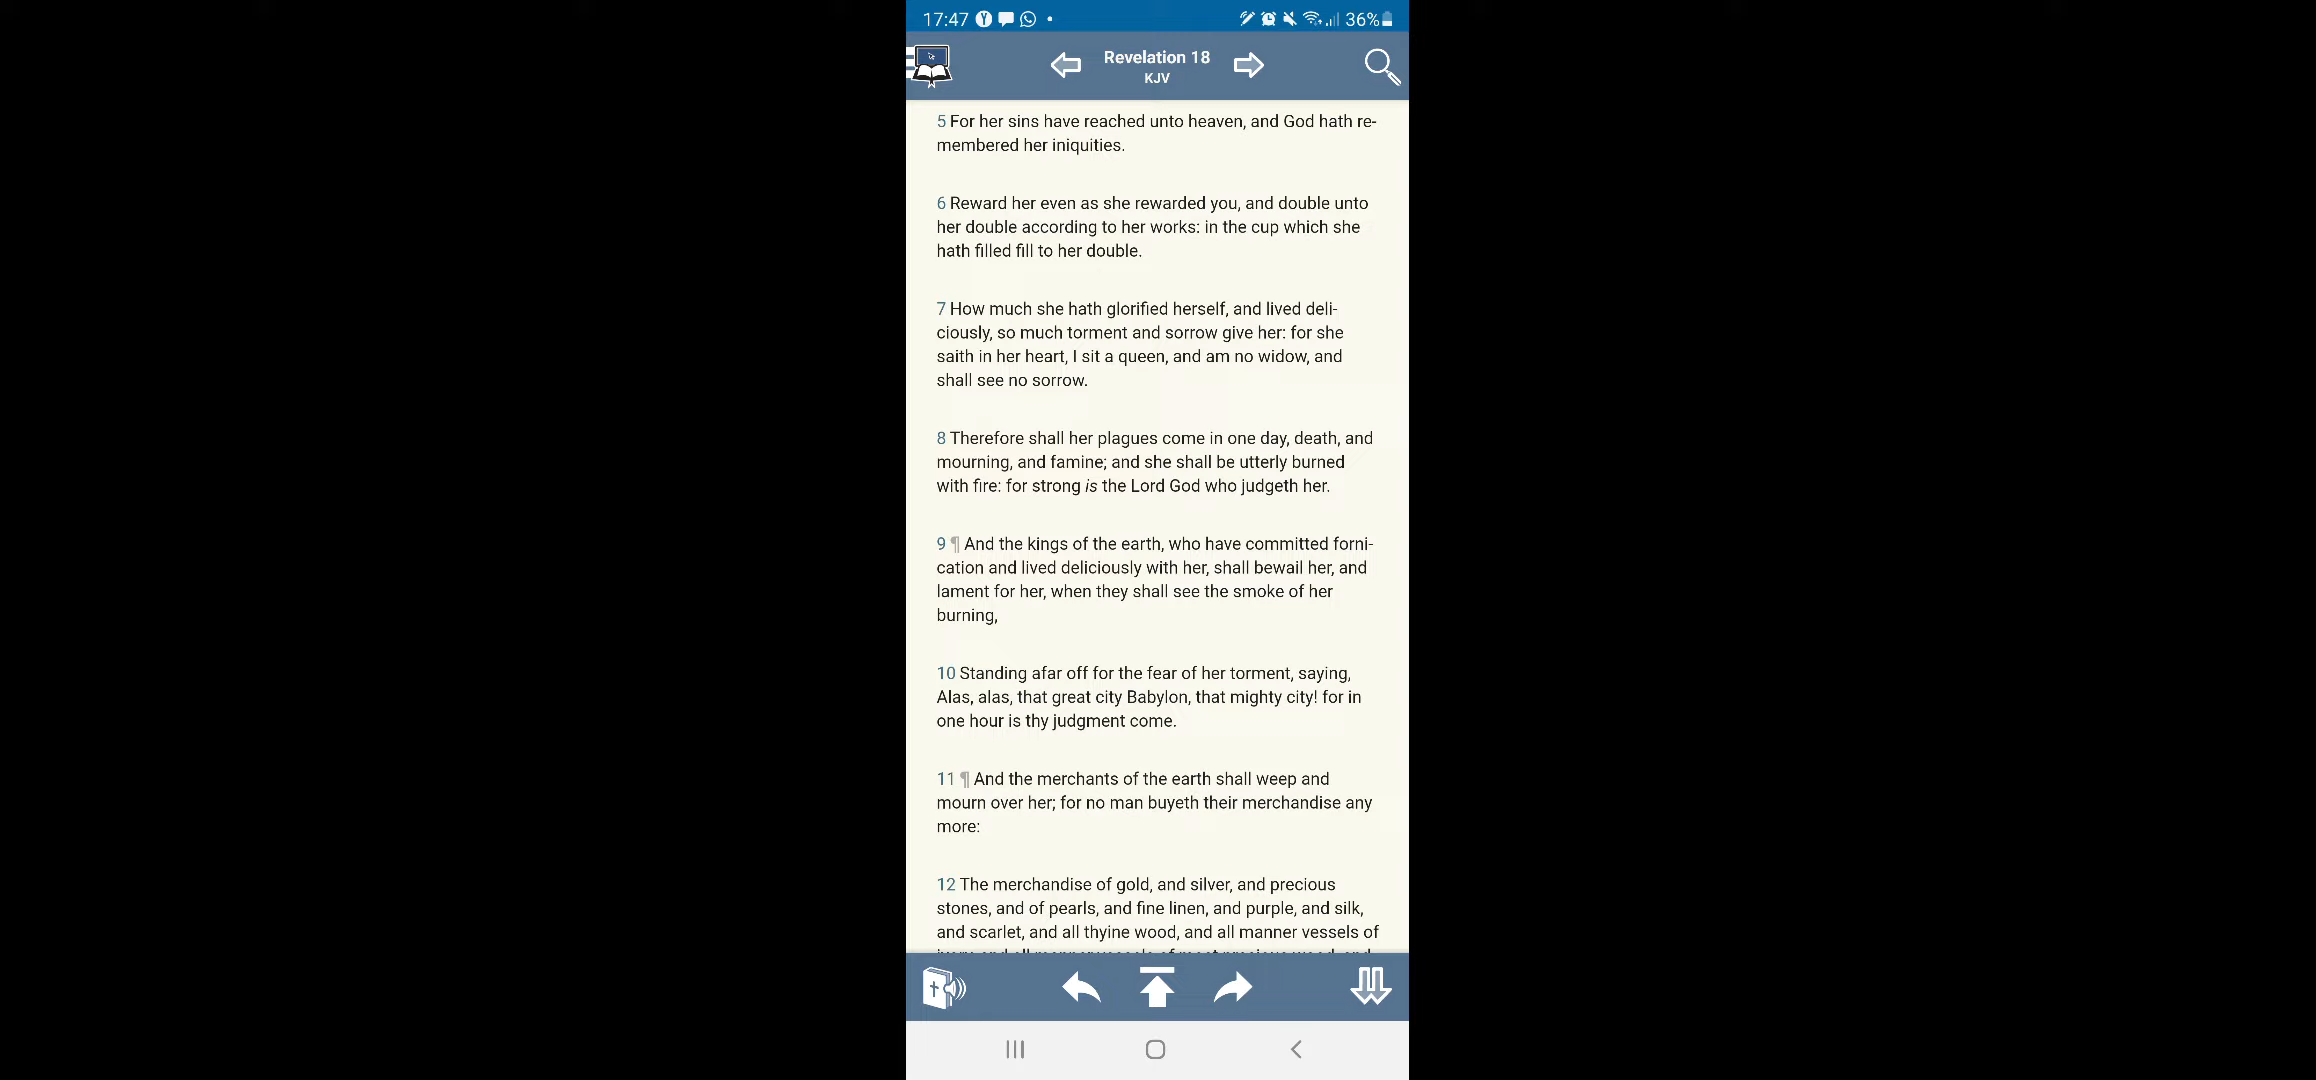 17:47
36%
Revelation 18
KJV
5 For her sins have reached unto heaven, and God hath re-
membered her iniquities.
6 Reward her even as she rewarded you, and double unto
her double according to her works: in the cup which she
hath filled fill to her double.
7 How much she hath glorified herself, and lived deli-
ciously, so much torment and sorrow give her: for she
saith in her heart, I sit a queen, and am no widow, and
shall see no sorrow.
8 Therefore shall her plagues come in one day, death, and
mourning, and famine; and she shall be utterly burned
with fire: for strong is the Lord God who judgeth her.
9 ¶ And the kings of the earth, who have committed forni-
cation and lived deliciously with her, shall bewail her, and
lament for her, when they shall see the smoke of her
burning,
10 Standing afar off for the fear of her torment, saying,
Alas, alas, that great city Babylon, that mighty city! for in
one hour is thy judgment come.
11 ¶ And the merchants of the earth shall weep and
mourn over her; for no man buyeth their merchandise any
more:
12 The merchandise of gold, and silver, and precious
stones, and of pearls, and fine linen, and purple, and silk,
and scarlet, and all thyine wood, and all manner vessels of